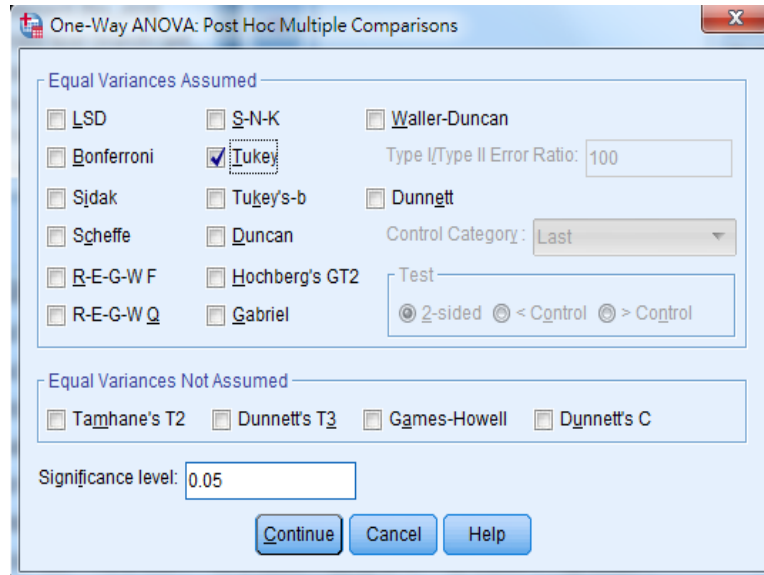 One-Way ANOVA: Post Hoc Multiple Comparisons
X
Equal Variances Assumed
LSD S-N-K Waller-Duncan
Bonferroni Tukey Type I/Type II Error Ratio: 100
Sidak Tukey's-b Dunnett
Scheffe Duncan Control Category : Last
R-E-G-W F Hochberg's GT2 Test
R-E-G-W Q Gabriel 2-sided < Control > Control
Equal Variances Not Assumed
Tamhane's T2 Dunnett's T3 Games-Howell Dunnett's C
Significance level: 0.05
Continue Cancel Help